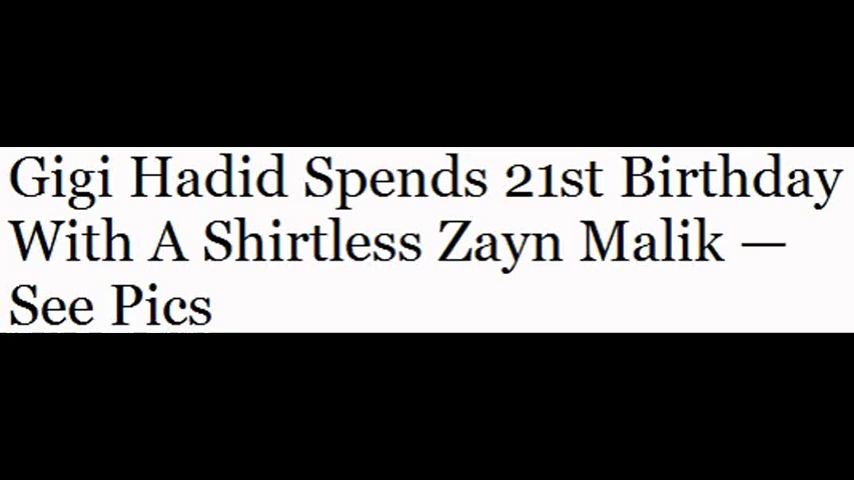 Gigi Hadid Spends 21st Birthday
With A Shirtless Zayn Malik —
See Pics